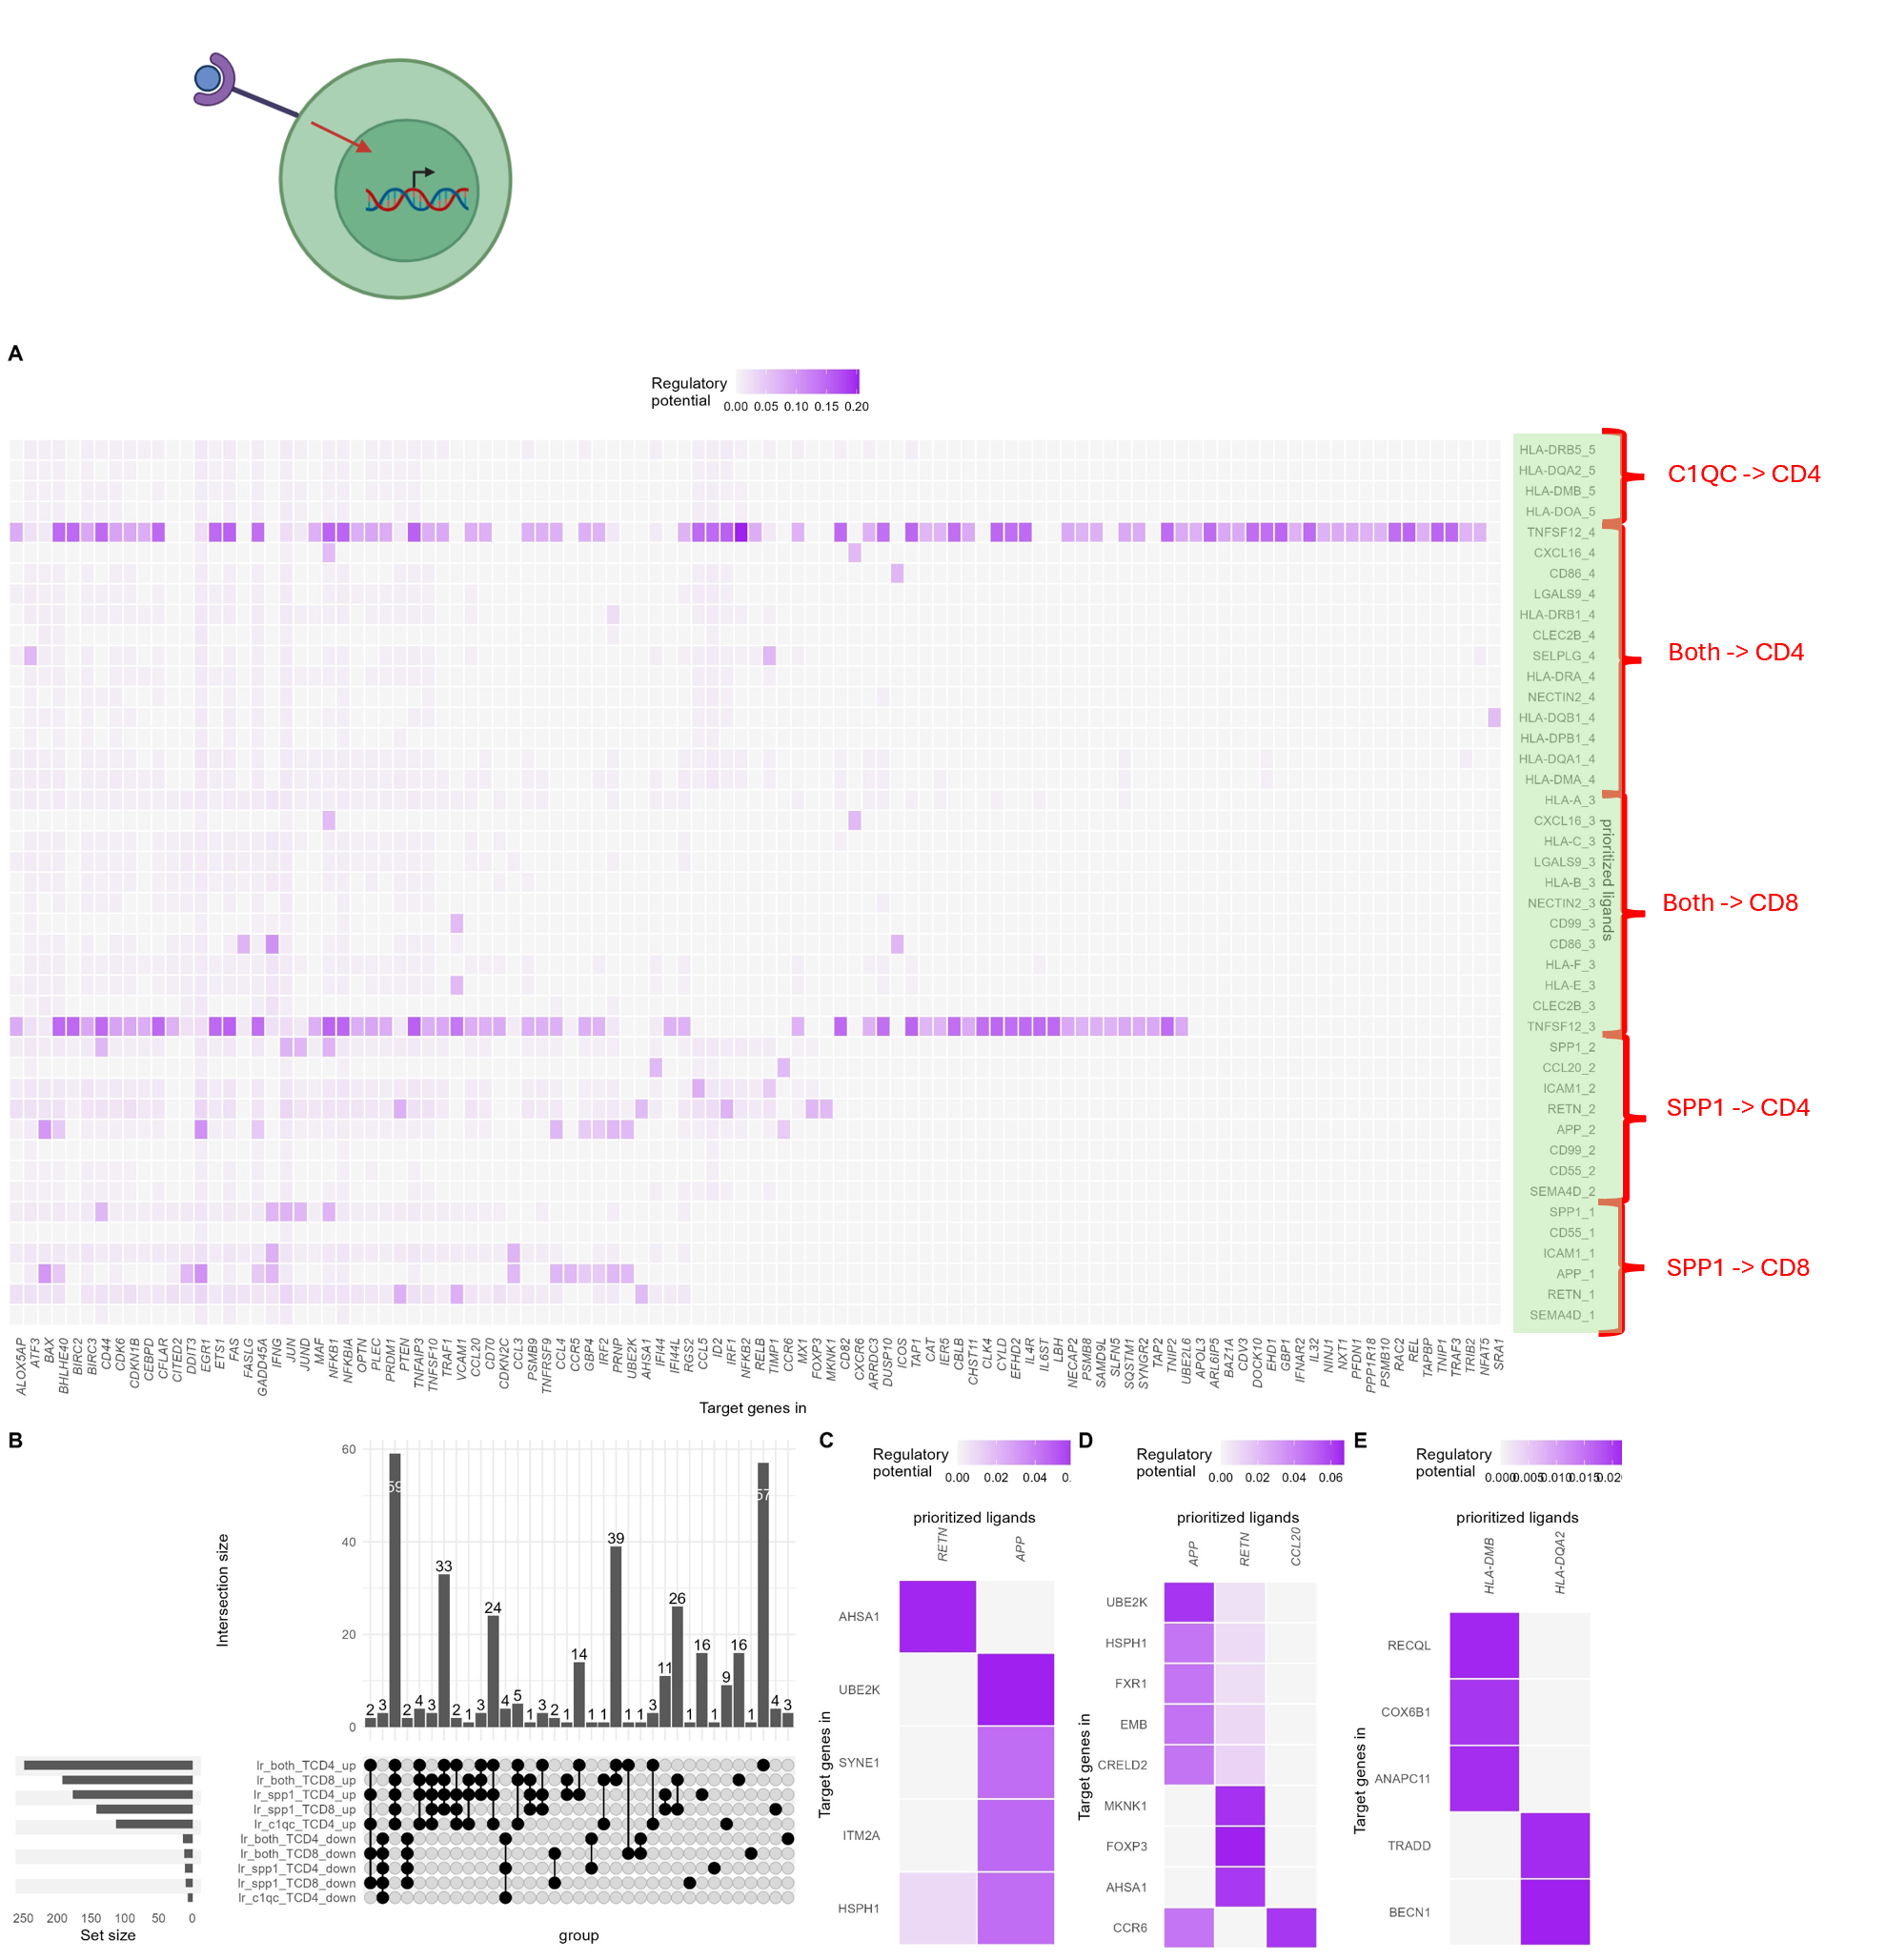 A
Regulatory
potential
0.00 0.05 0.10 0.15 0.20
HLA-DRB5_5
HLA-DQA2_5
HLA-DMB_5
HLA-DOA_5
TNFSF12_4
CXCL16_4
CD86_4
LGALS9_4
HLA-DRB1_4
CLEC2B_4
SELPLG_4
HLA-DRA_4
NECTIN2_4
HLA-DQB1_4
HLA-DPB1_4
HLA-DQA1_4
HLA-DMA_4
HLA-A_3
CXCL16_3
HLA-C_3
LGALS9_3
HLA-B_3
NECTIN2_3
CD99_3
CD86_3
HLA-F_3
HLA-E_3
CLEC2B_3
TNFSF12_3
SPP1_2
CCL20_2
ICAM1_2
RETN_2
APP_2
CD99_2
CD55_2
SEMA4D_2
SPP1_1
CD55_1
ICAM1_1
APP_1
RETN_1
SEMA4D_1
prioritized ligands
C1QC -> CD4
Both -> CD4
Both -> CD8
SPP1 -> CD4
SPP1 -> CD8
ALOX5AP
ATF3
BAX
BHLHE40
BIRC2
BIRC3
CD44
CDK6
CDKN1B
CEBPD
CFLAR
CITED2
DDIT3
EGR1
ETS1
FAS
FASLG
GADD45A
IFNG
JUN
JUND
MAF
NFKB1
NFKBIA
OPTN
PLEC
PRDM1
PTEN
TNFAIP3
TNFSF10
TRAF1
VCAM1
CCL20
CD70
CDKN2C
CCL3
PSMB9
TNFRSF9
CCL4
CCR5
GBP4
IRF2
PRNP
UBE2K
AHSA1
IFI44
IFI44L
RGS2
CCL5
ID2
IRF1
NFKB2
RELB
TIMP1
CCR6
MX1
FOXP3
MKNK1
CD82
CXCR6
ARRDC3
DUSP10
ICOS
TAP1
CAT
IER5
CBLB
CHST11
CLK4
CYLD
EFHD2
IL4R
IL6ST
LBH
NECAP2
PSMB8
SAMD9L
SLFN5
SQSTM1
SYNGR2
TAP2
TNIP2
UBE2L6
APOL3
ARL6IP5
BAZ1A
CDV3
DOCK10
EHD1
GBP1
IFNAR2
IL32
NINJ1
NXT1
PFDN1
PPP1R18
PSMB10
RAC2
REL
TAPBP
TNIP1
TRAF3
TRIB2
NFAT5
SRA1
Target genes in
B
Intersection size
60
40
20
0
2 3 59 2 4 3 33 2 1 3 24 4 5 1 3 2 1 14 1 1 39 1 1 3 11 26 1 16 1 9 16 1 57 4 3
lr_both_TCD4_up
lr_both_TCD8_up
lr_spp1_TCD4_up
lr_spp1_TCD8_up
lr_c1qc_TCD4_up
lr_both_TCD4_down
lr_both_TCD8_down
lr_spp1_TCD4_down
lr_spp1_TCD8_down
lr_c1qc_TCD4_down
250 200 150 100 50 0
Set size
group
C
Regulatory
potential
0.00 0.02 0.04 0.
prioritized ligands
RETN
APP
Target genes in
AHSA1
UBE2K
SYNE1
ITM2A
HSPH1
D
Regulatory
potential
0.00 0.02 0.04 0.06
prioritized ligands
APP
RETN
CCL20
Target genes in
UBE2K
HSPH1
FXR1
EMB
CRELD2
MKNK1
FOXP3
AHSA1
CCR6
E
Regulatory
potential
0.000 0.005 0.010 0.015 0.02
prioritized ligands
HLA-DMB
HLA-DQA2
Target genes in
RECQL
COX6B1
ANAPC11
TRADD
BECN1